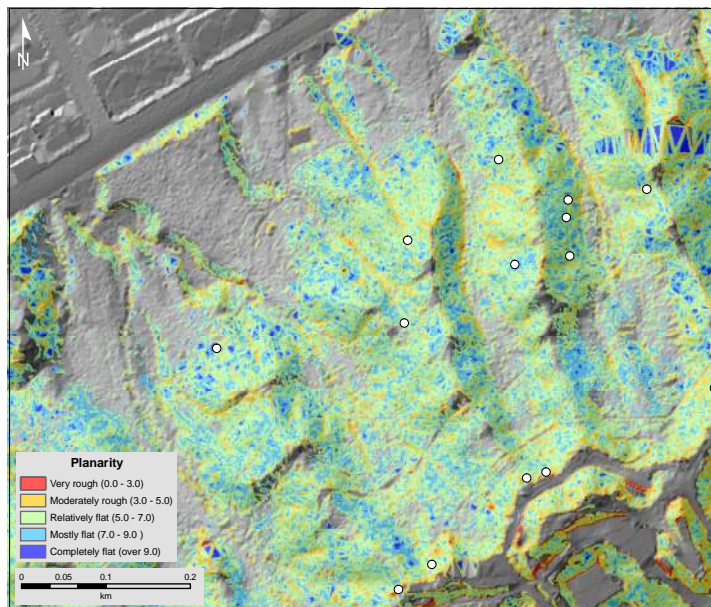 N
Planarity
Very rough (0.0 - 3.0)
Moderately rough (3.0 - 5.0)
Relatively flat (5.0 - 7.0)
Mostly flat (7.0 - 9.0 )
Completely flat (over 9.0)
0 0.05 0.1 0.2
km